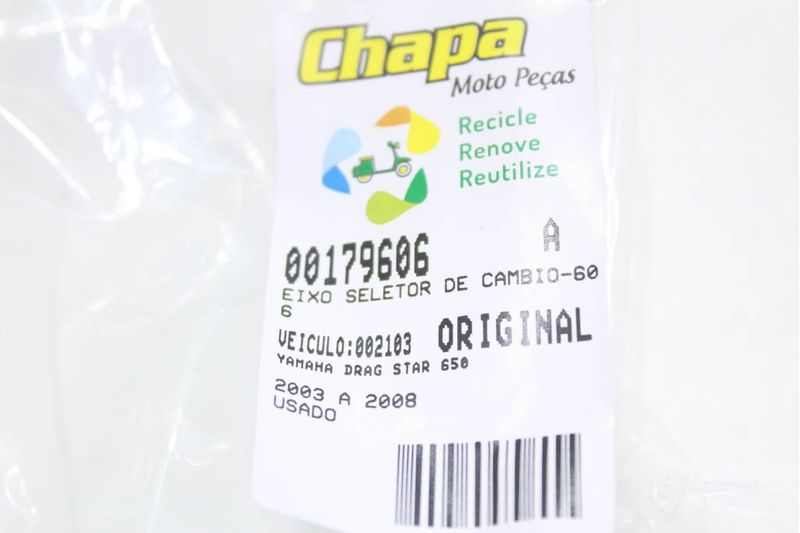 Chapa
Moto Peças
Recicle
Renove
Reutilize
00179606 A
EIXO SELETOR DE CAMBIO-60
6
VEICULO:002103 ORIGINAL
YAMAHA DRAG STAR 650
2003 A 2008
USADO